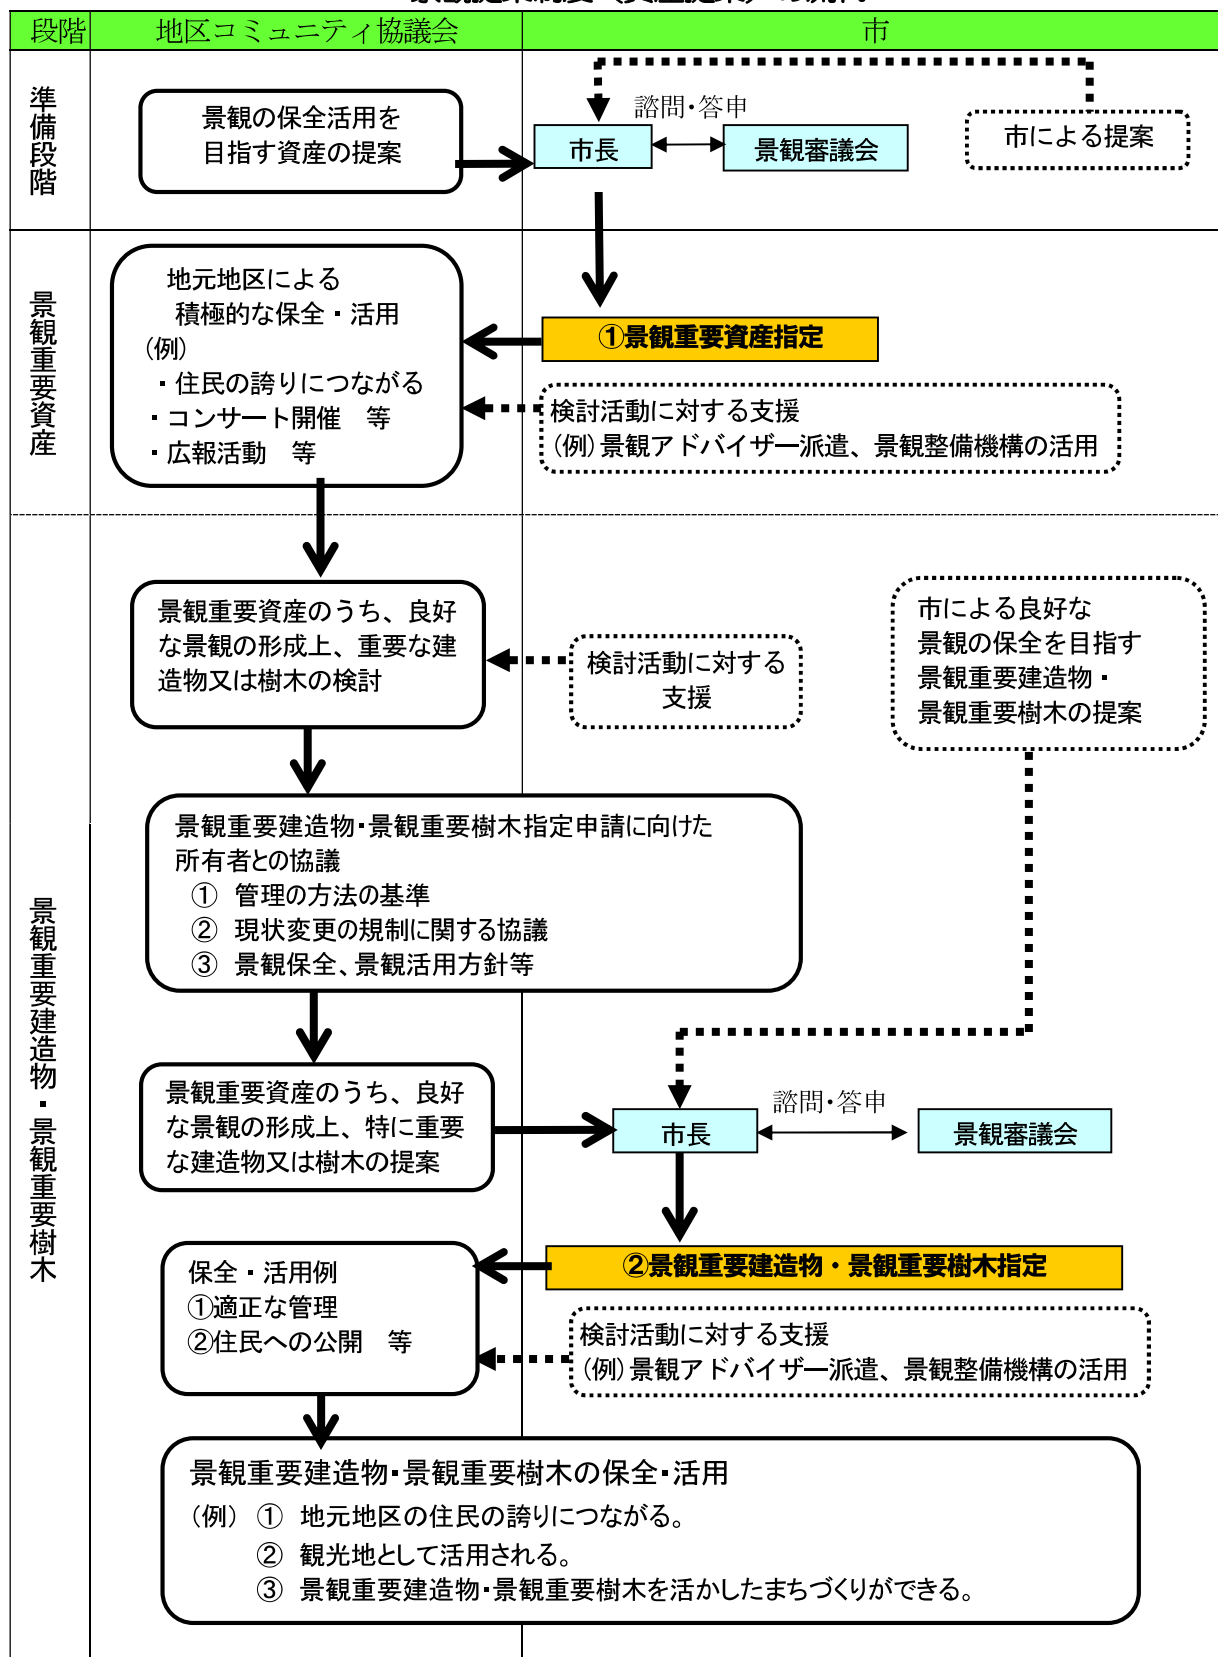 段階
地区コミュニティ協議会
市
準備段階
景観の保全活用を
目指す資産の提案
市長
諮問・答申
景観審議会
市による提案
景観重要資産
地元地区による
積極的な保全・活用
(例)
・住民の誇りにつながる
・コンサート開催　等
・広報活動　等
①景観重要資産指定
検討活動に対する支援
(例)景観アドバイザー派遣、景観整備機構の活用
景観重要建造物・景観重要樹木
景観重要資産のうち、良好
な景観の形成上、重要な建
造物又は樹木の検討
検討活動に対する
支援
市による良好な
景観の保全を目指す
景観重要建造物・
景観重要樹木の提案
景観重要建造物・景観重要樹木指定申請に向けた
所有者との協議
①　管理の方法の基準
②　現状変更の規制に関する協議
③　景観保全、景観活用方針等
景観重要資産のうち、良好
な景観の形成上、特に重要
な建造物又は樹木の提案
市長
諮問・答申
景観審議会
②景観重要建造物・景観重要樹木指定
保全・活用例
①適正な管理
②住民への公開　等
検討活動に対する支援
(例)景観アドバイザー派遣、景観整備機構の活用
景観重要建造物・景観重要樹木の保全・活用
(例)　①　地元地区の住民の誇りにつながる。
②　観光地として活用される。
③　景観重要建造物・景観重要樹木を活かしたまちづくりができる。